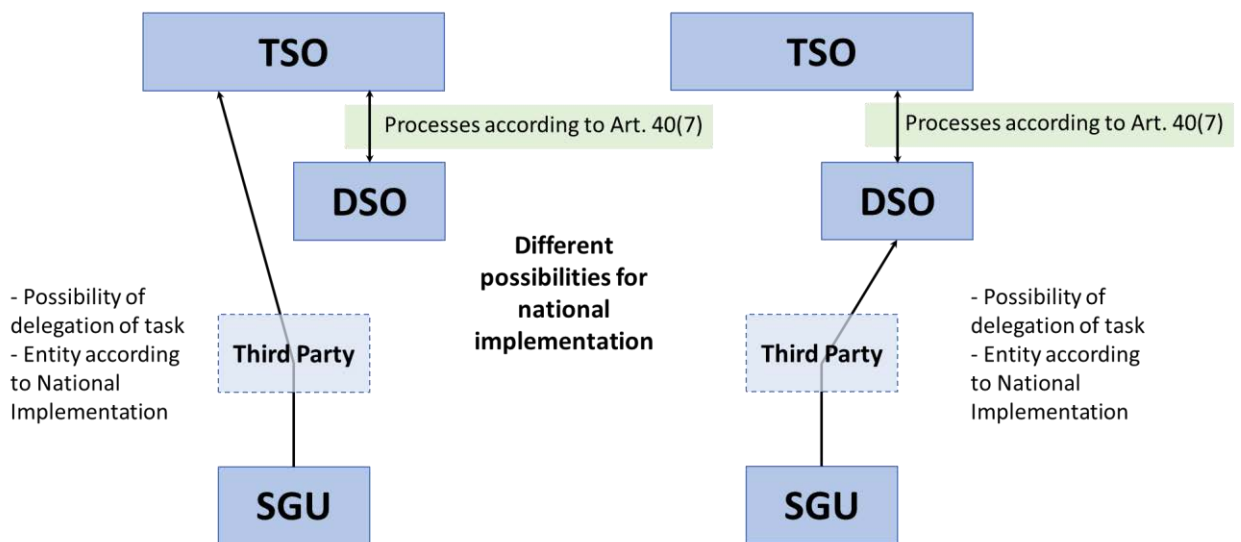 TSO
Processes according to Art. 40(7)
DSO
- Possibility of
delegation of task
- Entity according
to National
Implementation
Third Party
SGU
Different
possibilities for
national
implementation
TSO
Processes according to Art. 40(7)
DSO
Third Party
- Possibility of
delegation of task
- Entity according
to National
Implementation
SGU